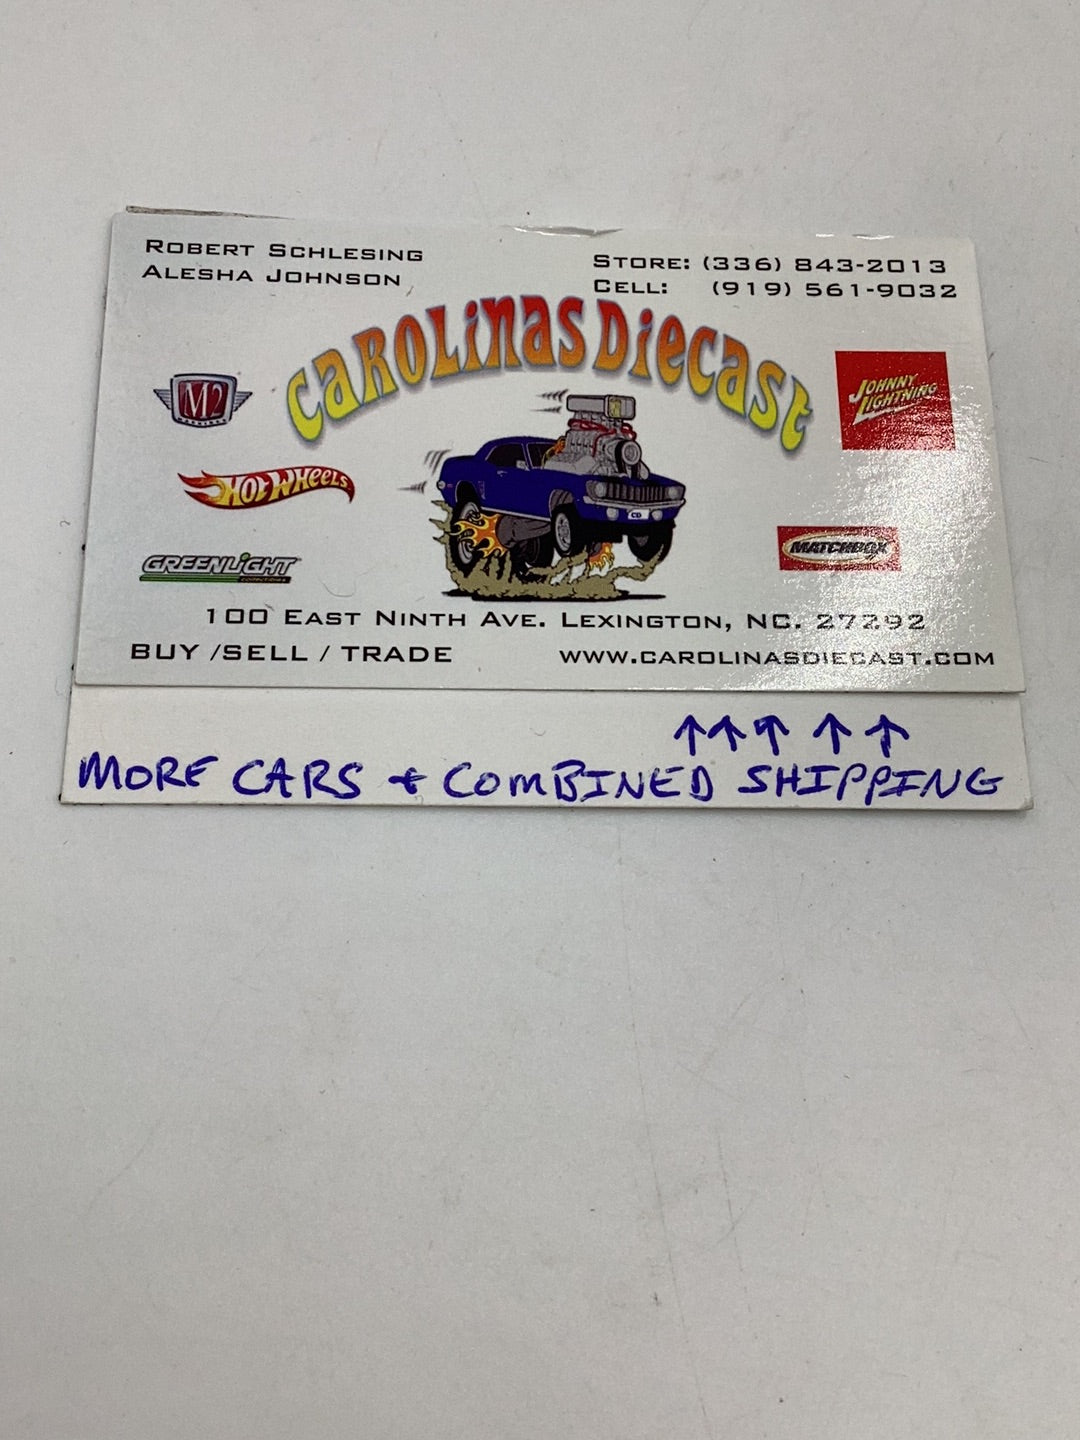 ROBERT SCHLESING
ALESHA JOHNSON
STORE: (336) 843-2013
CELL: (919) 561-9032
CAROLINAS DIECAST
M2
JOHNNY LIGHTNING
HOT WHEELS
CD
GREENLIGHT
MATCHBOX
100 EAST NINTH AVE. LEXINGTON, NC. 27292
BUY /SELL / TRADE
WWW.CAROLINASDIECAST.COM
↑↑↑↑↑
MORE CARS + COMBINED SHIPPING